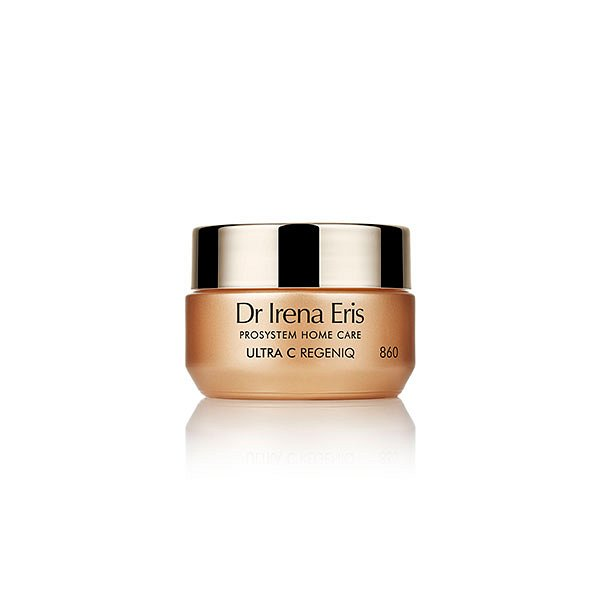 Dr Irena Eris
PROSYSTEM HOME CARE
ULTRA C REGENIQ 860